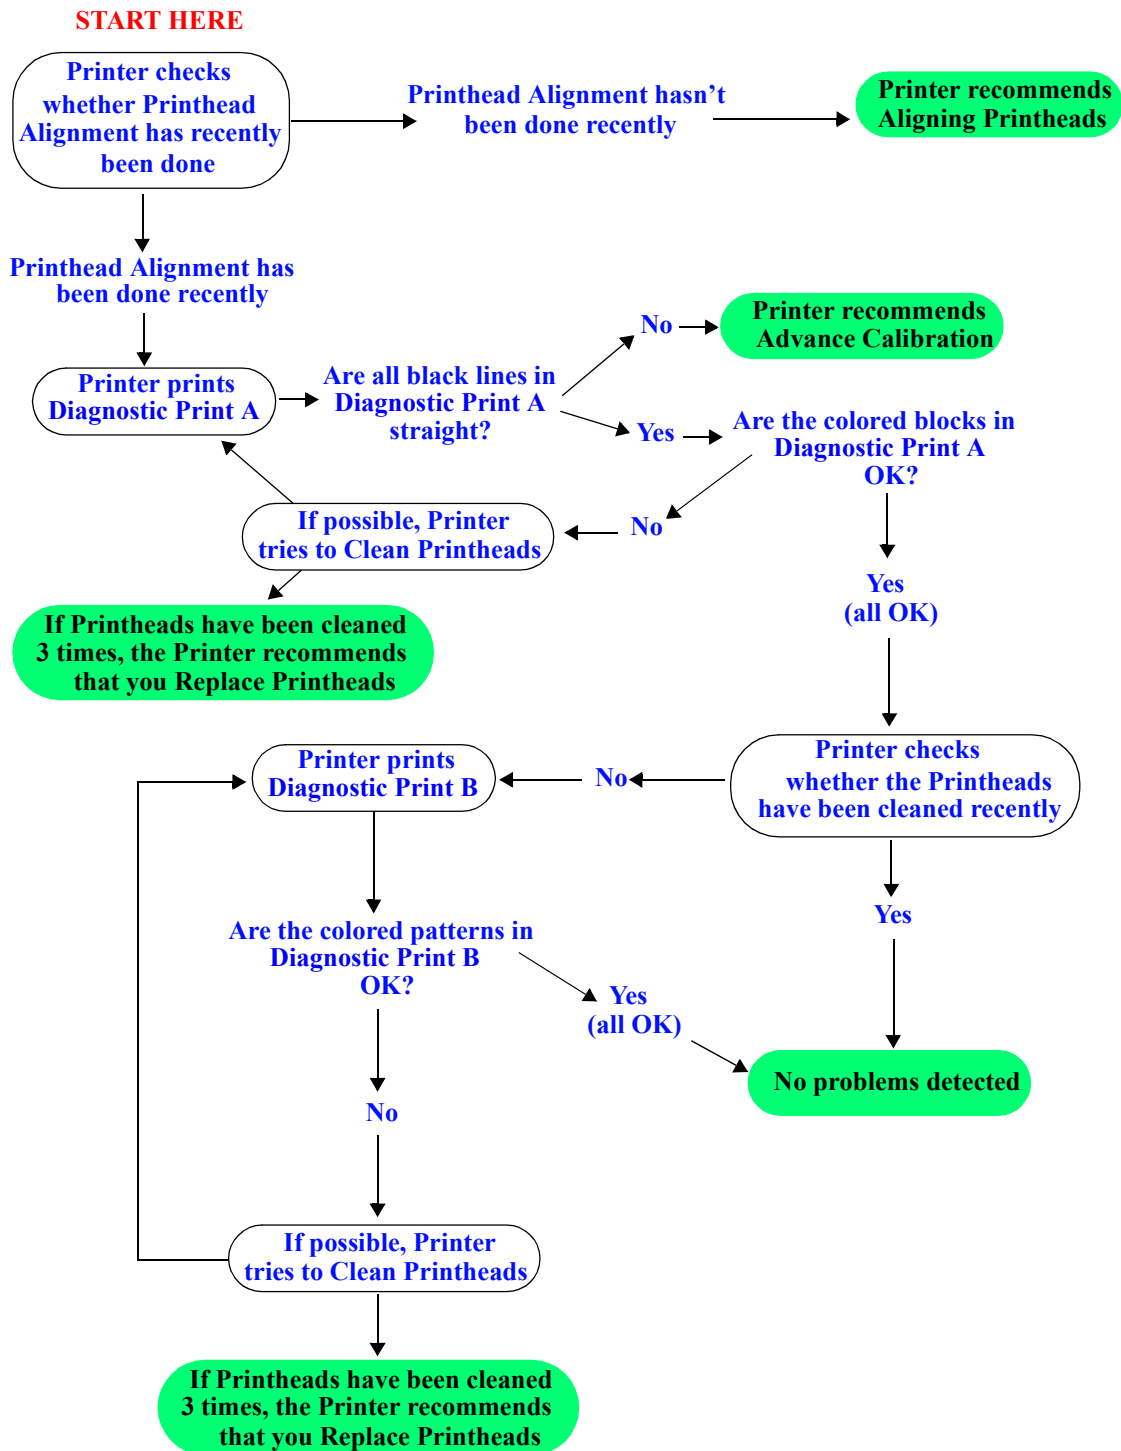 START HERE
Printer checks
whether Printhead
Alignment has recently
been done
Printhead Alignment hasn't
been done recently
Printer recommends
Aligning Printheads
Printhead Alignment has
been done recently
Printer recommends
Advance Calibration
No
Printer prints
Diagnostic Print A
Are all black lines in
Diagnostic Print A
straight?
Yes
Are the colored blocks in
Diagnostic Print A
OK?
No
If possible, Printer
tries to Clean Printheads
Yes
(all OK)
If Printheads have been cleaned
3 times, the Printer recommends
that you Replace Printheads
Printer checks
whether the Printheads
have been cleaned recently
No
Printer prints
Diagnostic Print B
Yes
Are the colored patterns in
Diagnostic Print B
OK?
Yes
(all OK)
No problems detected
No
If possible, Printer
tries to Clean Printheads
If Printheads have been cleaned
3 times, the Printer recommends
that you Replace Printheads